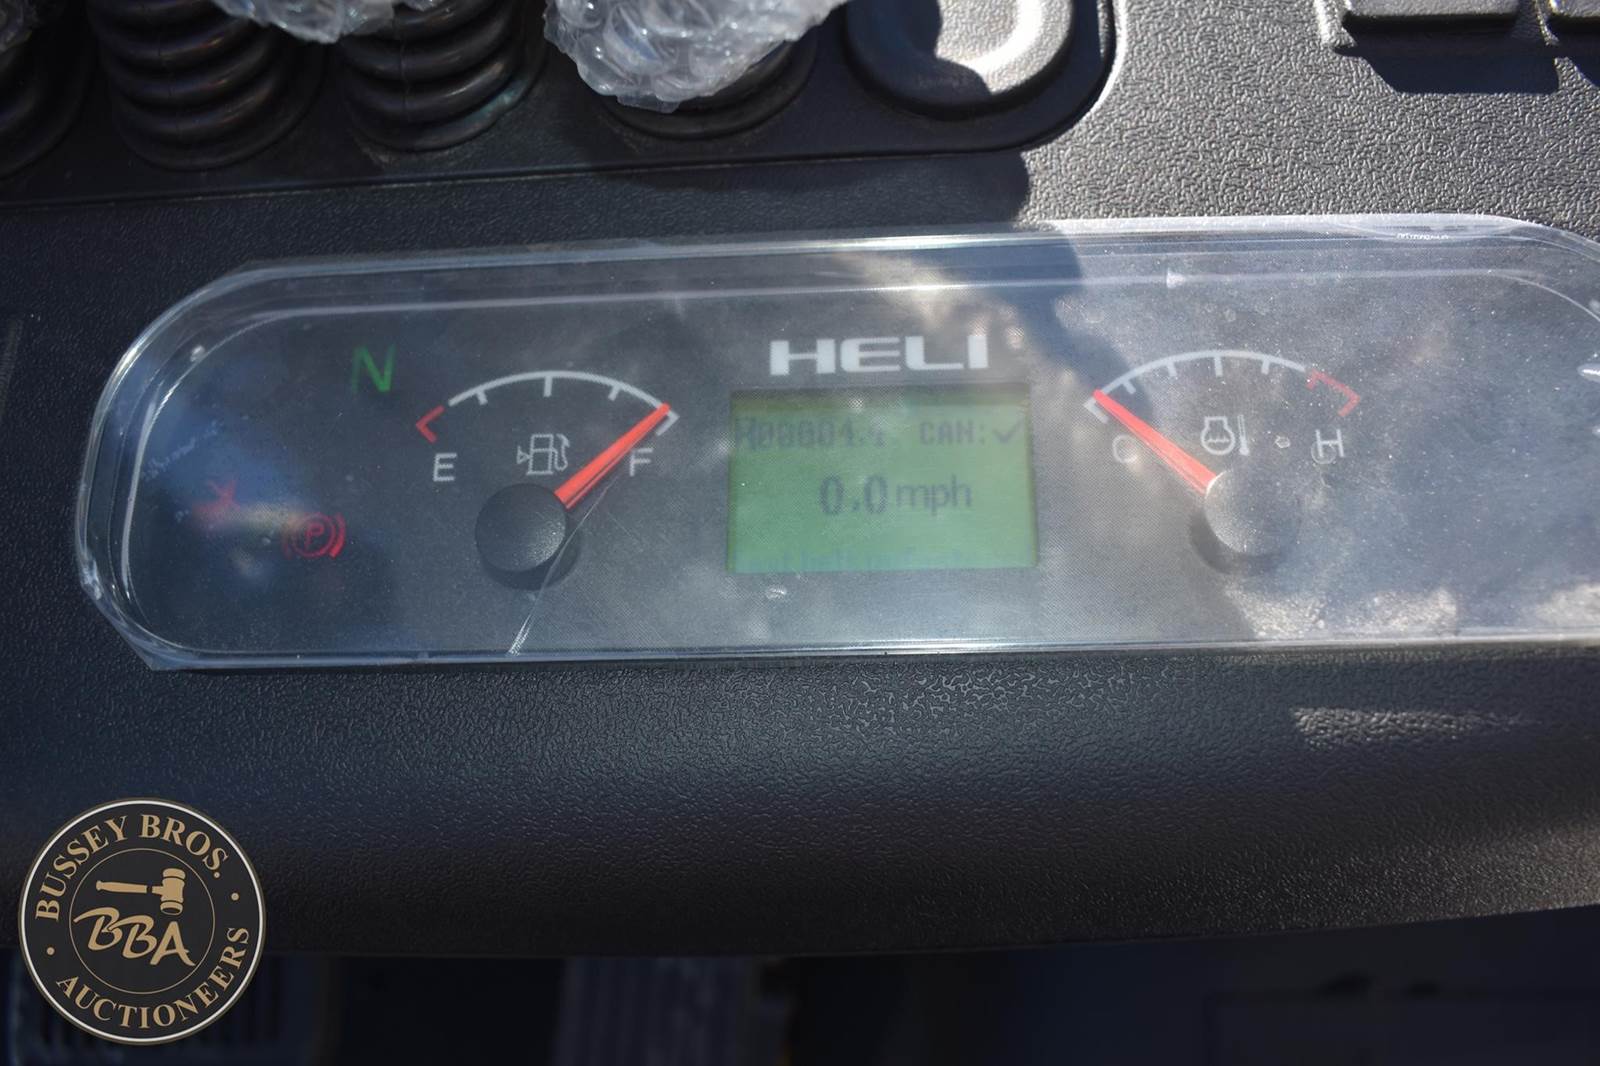 HELI
N
E
F
CAN:✓
0.0 mph
C
H
P
BUSSEY BROS.
BBA
AUCTIONEERS